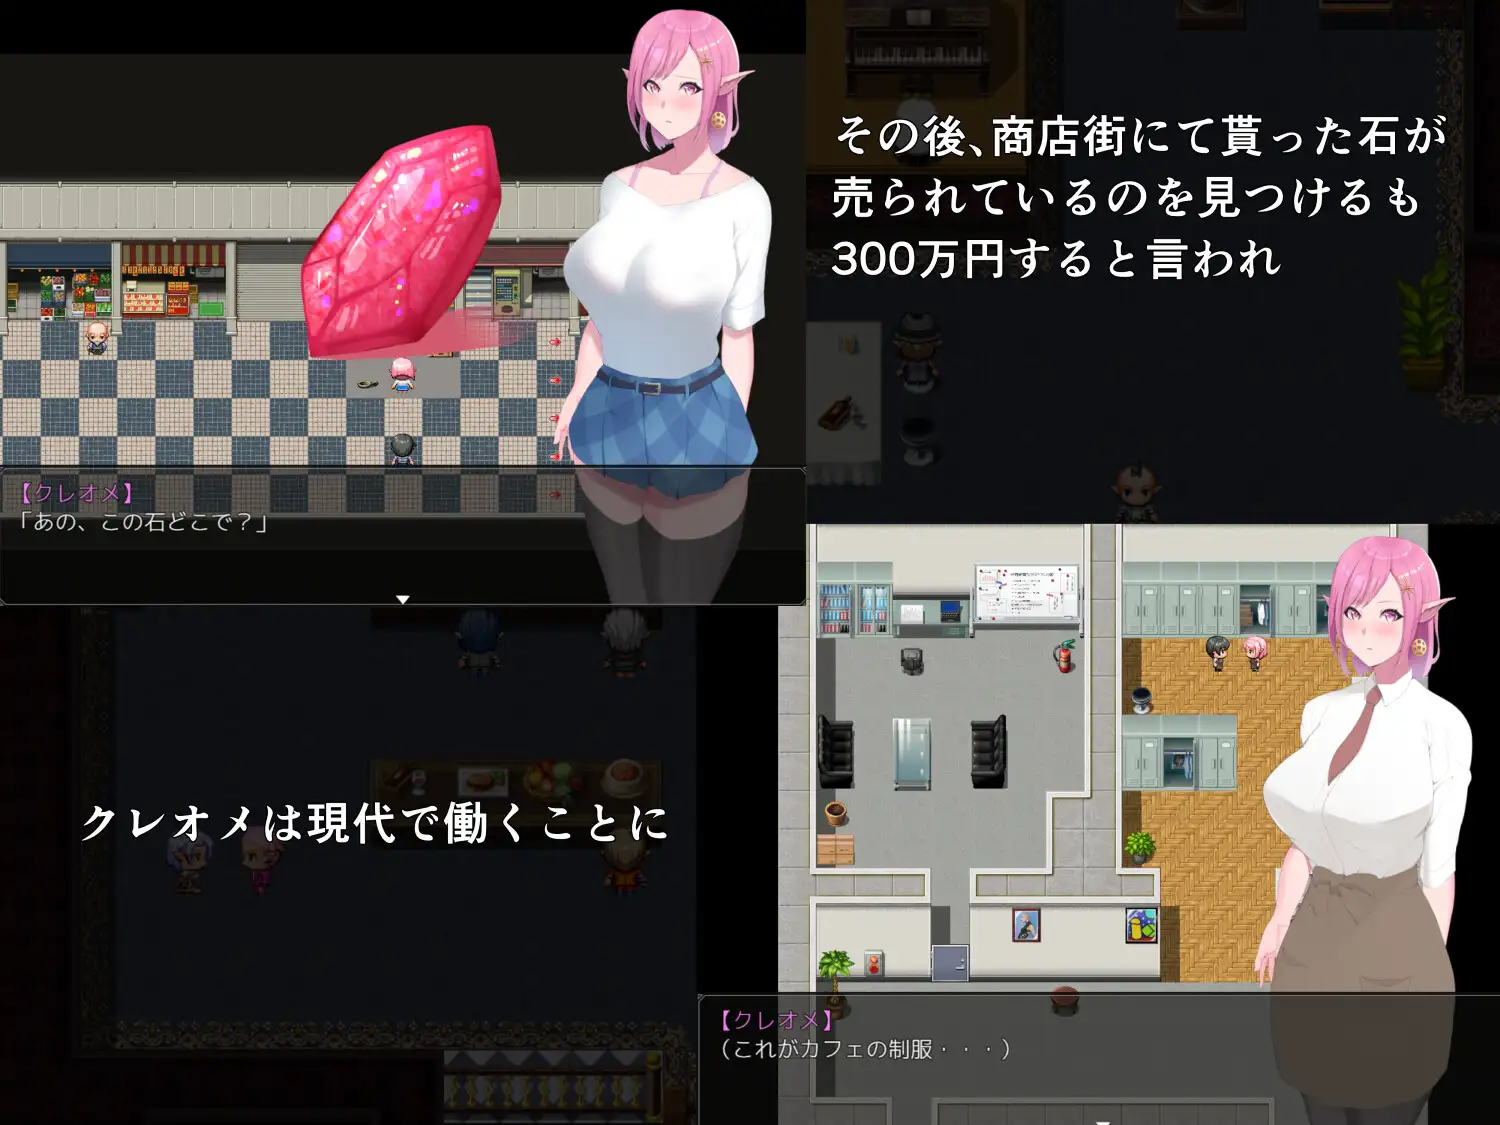 その後､商店街にて貰った石が
売られているのを見つけるも
300万円すると言われ
【クレオメ】
「あの、この石どこで？」
クレオメは現代で働くことに
【クレオメ】
（これがカフェの制服・・・）